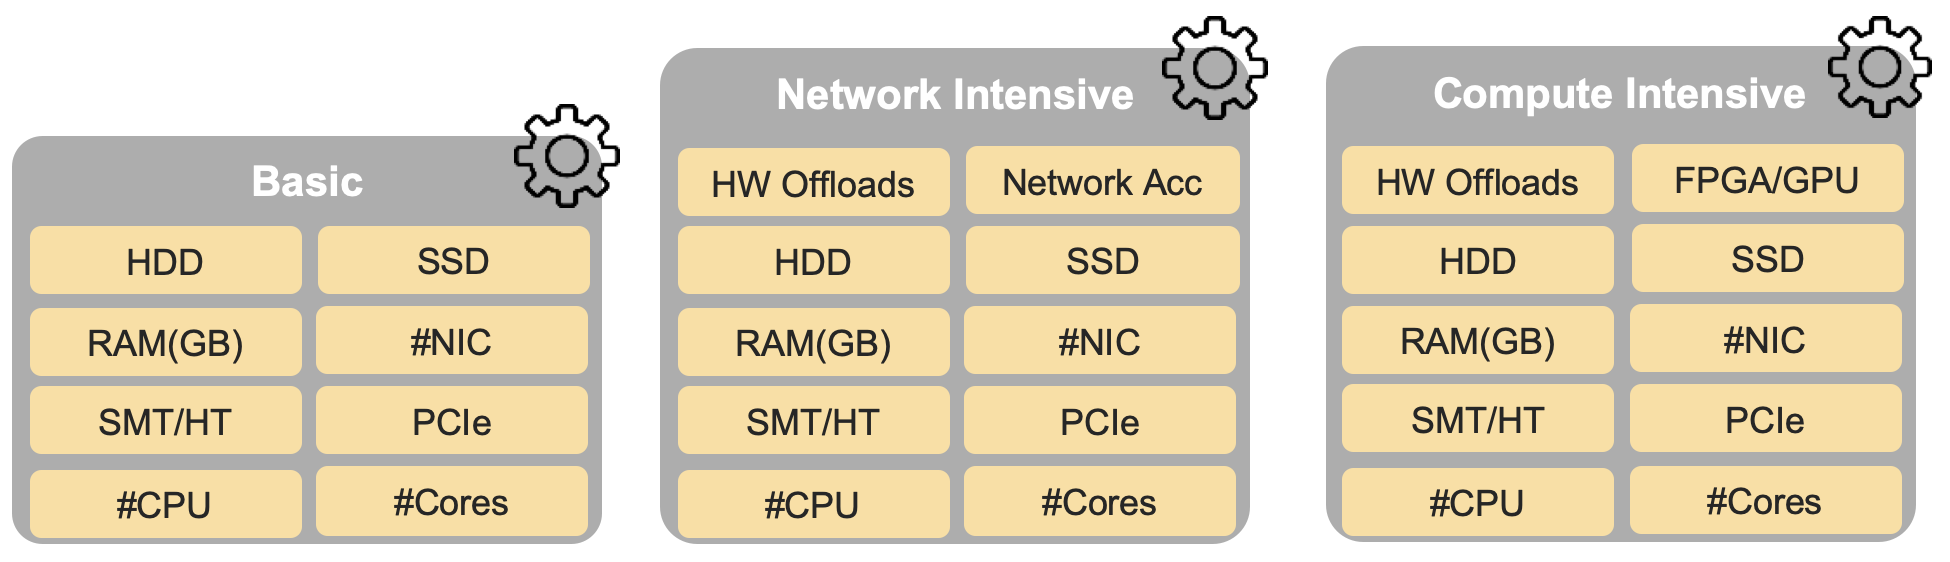 Basic
HDD
SSD
RAM(GB)
#NIC
SMT/HT
PCIe
#CPU
#Cores
Network Intensive
HW Offloads
Network Acc
HDD
SSD
RAM(GB)
#NIC
SMT/HT
PCIe
#CPU
#Cores
Compute Intensive
HW Offloads
FPGA/GPU
HDD
SSD
RAM(GB)
#NIC
SMT/HT
PCIe
#CPU
#Cores